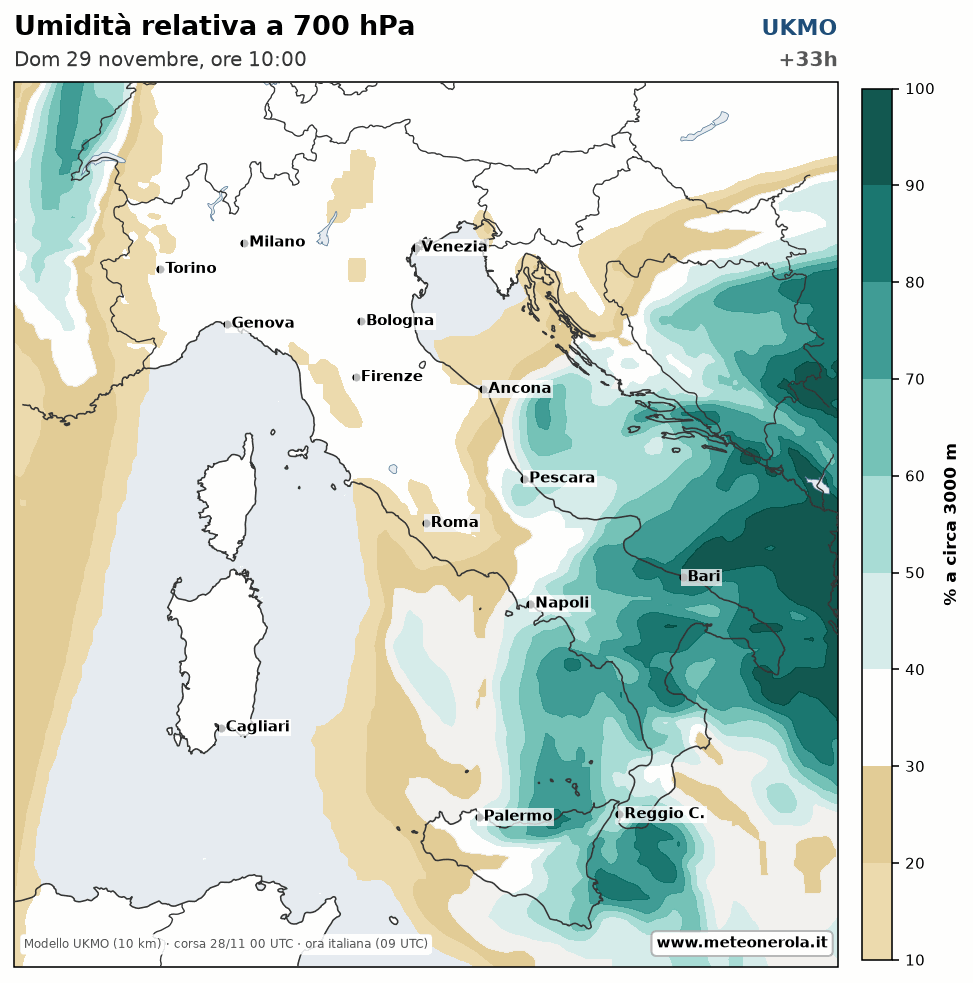 Umidità relativa a 700 hPa
UKMO
Dom 29 novembre, ore 10:00
+33h
Milano
Venezia
Torino
Genova
Bologna
Firenze
Ancona
Pescara
Roma
Bari
Napoli
Cagliari
Palermo
Reggio C.
100
90
80
70
60
50
40
30
20
10
% a circa 3000 m
Modello UKMO (10 km) · corsa 28/11 00 UTC · ora italiana (09 UTC)
www.meteonerola.it